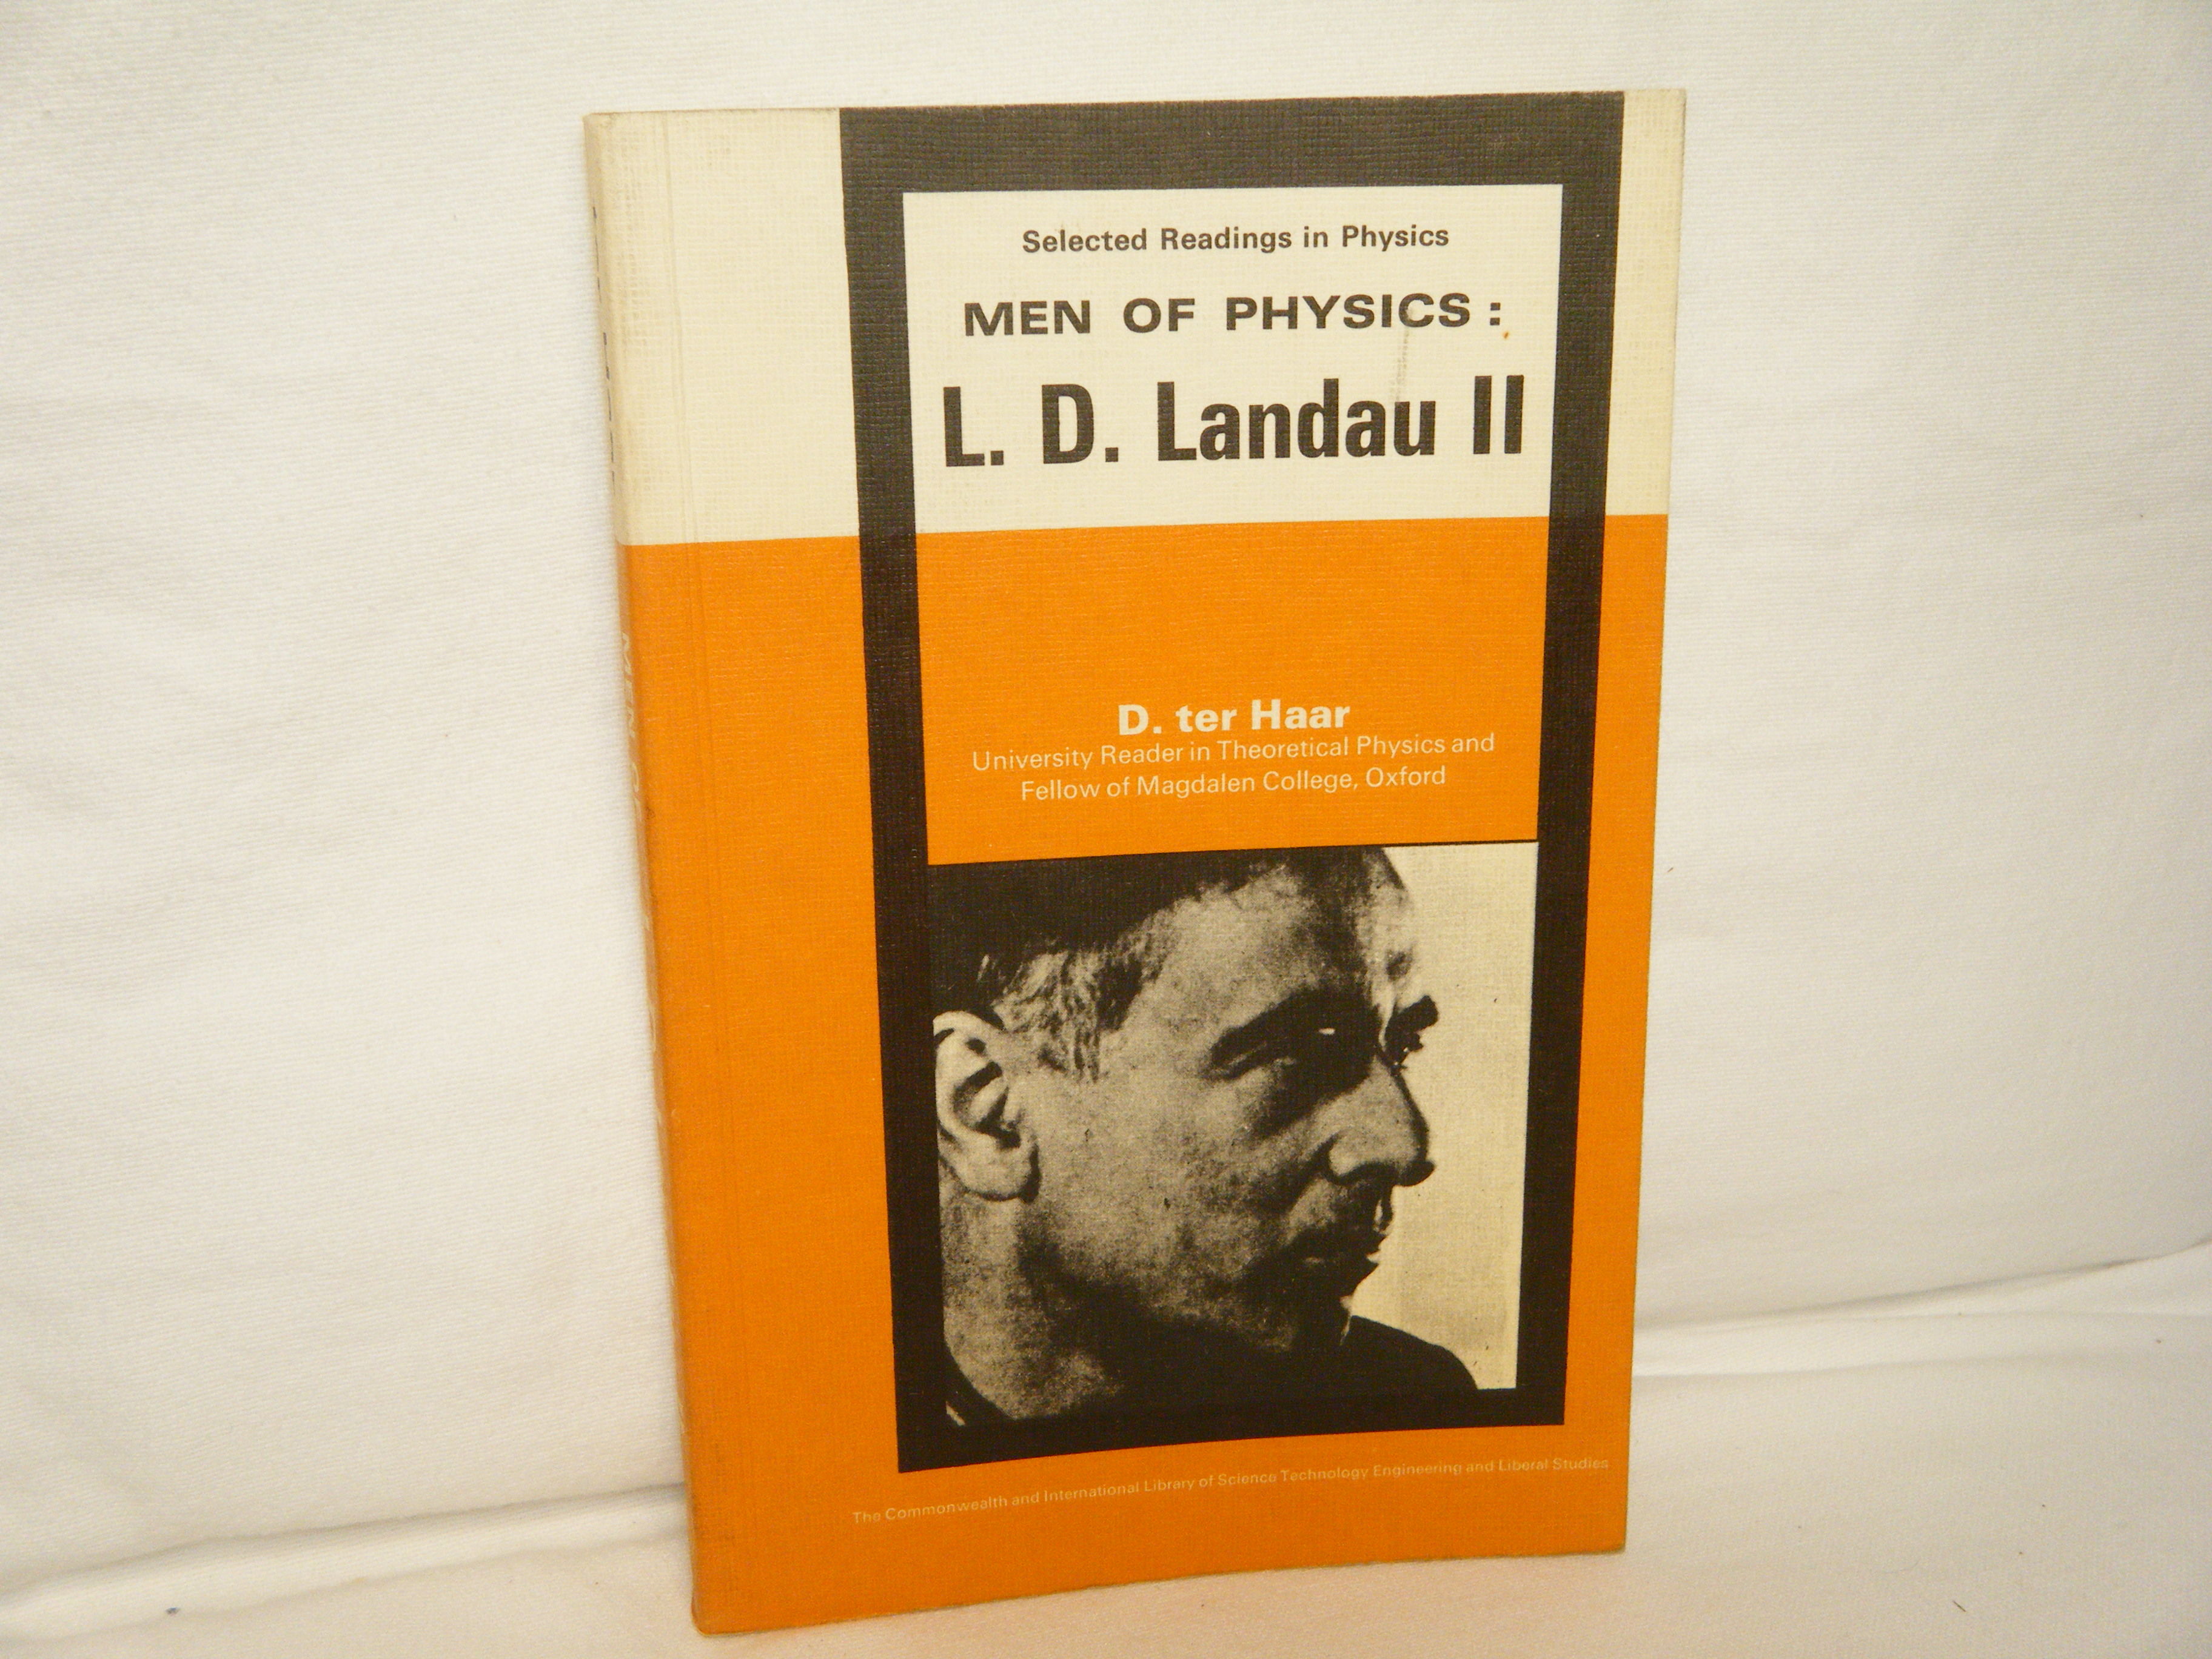 Selected Readings in Physics
MEN OF PHYSICS :
L. D. Landau II
D. ter Haar
University Reader in Theoretical Physics and
Fellow of Magdalen College, Oxford
The Commonwealth and International Library of Science Technology Engineering and Liberal Studies
MEN